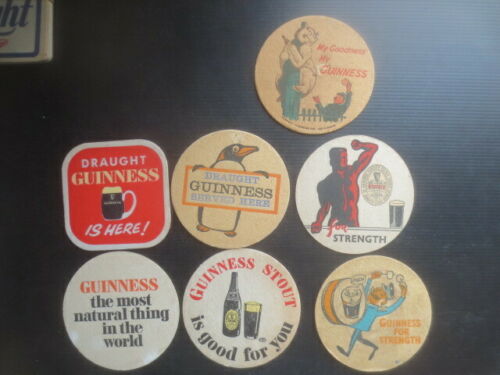 ht
My Goodness
My
GUINNESS
DRAUGHT
GUINNESS
IS HERE!
DRAUGHT
GUINNESS
SERVED HERE
for
STRENGTH
GUINNESS
the most
natural thing
in the
world
GUINNESS STOUT
is good for you
GUINNESS
FOR
STRENGTH